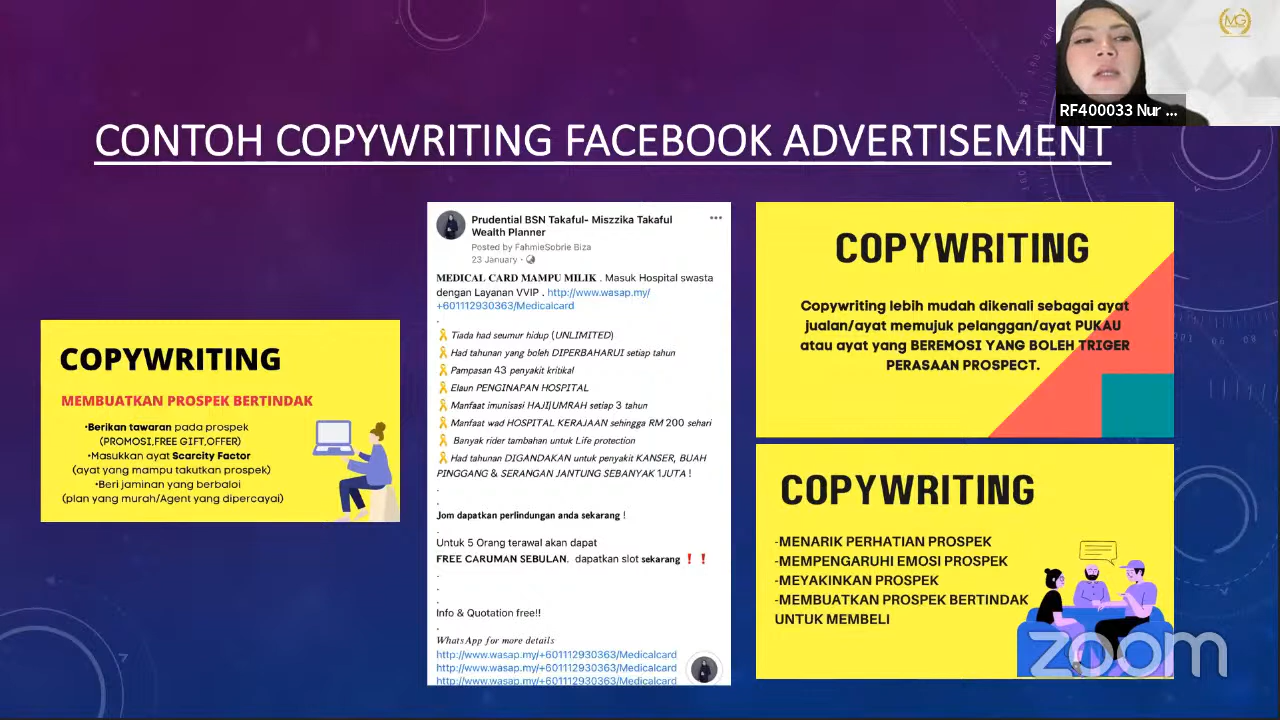 MG
RF400033 Nur ...
CONTOH COPYWRITING FACEBOOK ADVERTISEMENT
COPYWRITING
MEMBUATKAN PROSPEK BERTINDAK
•Berikan tawaran pada prospek
(PROMOSI,FREE GIFT,OFFER)
•Masukkan ayat Scarcity Factor
(ayat yang mampu takutkan prospek)
•Beri jaminan yang berbaloi
(plan yang murah/Agent yang dipercayai)
Prudential BSN Takaful- Miszzika Takaful
Wealth Planner
Posted by FahmieSobrie Biza
23 January ·
MEDICAL CARD MAMPU MILIK . Masuk Hospital swasta
dengan Layanan VVIP . http://www.wasap.my/
+601112930363/Medicalcard
.
Tiada had seumur hidup (UNLIMITED)
Had tahunan yang boleh DIPERBAHARUI setiap tahun
Pampasan 43 penyakit kritikal
Elaun PENGINAPAN HOSPITAL
Manfaat imunisasi HAJI|UMRAH setiap 3 tahun
Manfaat wad HOSPITAL KERAJAAN sehingga RM 200 sehari
Banyak rider tambahan untuk Life protection
Had tahunan DIGANDAKAN untuk penyakit KANSER, BUAH
PINGGANG & SERANGAN JANTUNG SEBANYAK 1JUTA !
.
.
Jom dapatkan perlindungan anda sekarang !
.
Untuk 5 Orang terawal akan dapat
FREE CARUMAN SEBULAN. dapatkan slot sekarang ❗❗
.
.
.
Info & Quotation free!!
.
WhatsApp for more details
http://www.wasap.my/+601112930363/Medicalcard
http://www.wasap.my/+601112930363/Medicalcard
http://www.wasap.my/+601112930363/Medicalcard
COPYWRITING
Copywriting lebih mudah dikenali sebagai ayat
jualan/ayat memujuk pelanggan/ayat PUKAU
atau ayat yang BEREMOSI YANG BOLEH TRIGER
PERASAAN PROSPECT.
COPYWRITING
-MENARIK PERHATIAN PROSPEK
-MEMPENGARUHI EMOSI PROSPEK
-MEYAKINKAN PROSPEK
-MEMBUATKAN PROSPEK BERTINDAK
UNTUK MEMBELI
zoom